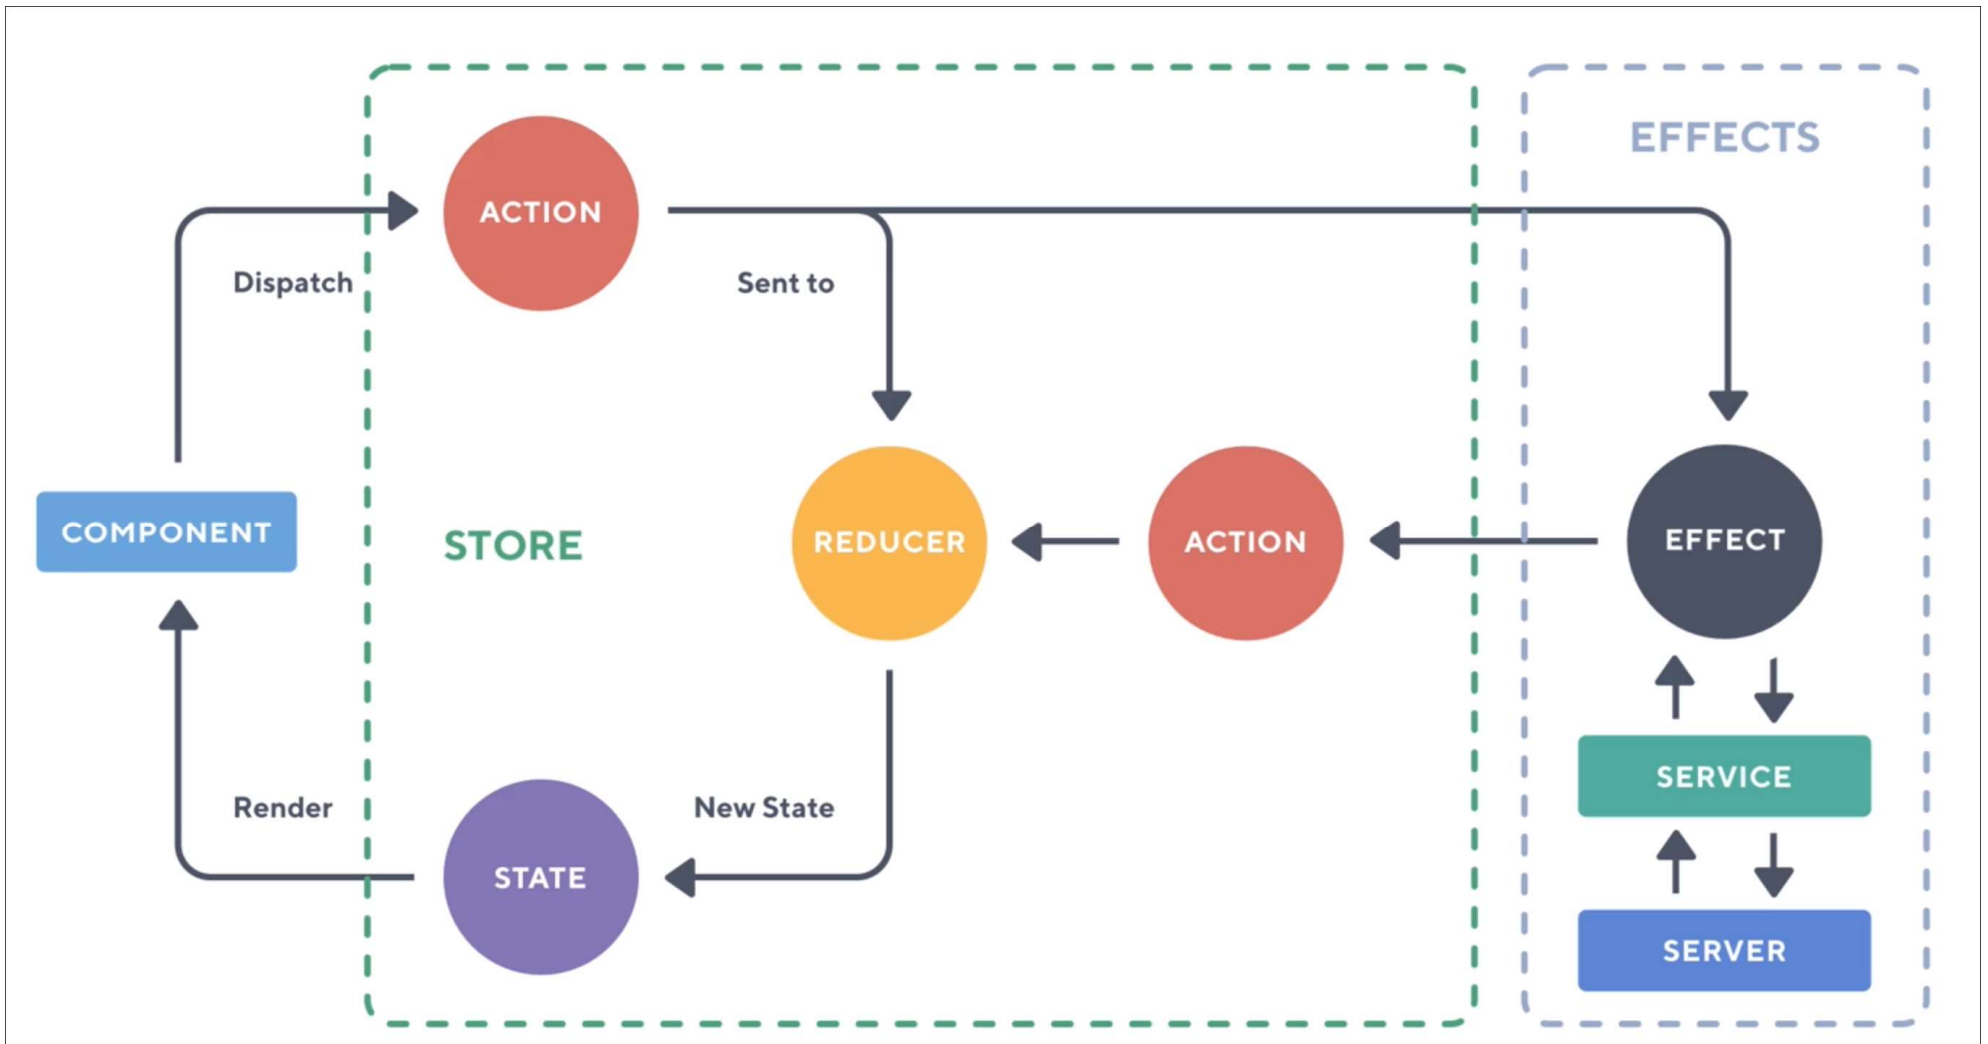 EFFECTS
ACTION
Dispatch
Sent to
COMPONENT
STORE
REDUCER
ACTION
EFFECT
SERVICE
Render
New State
STATE
SERVER